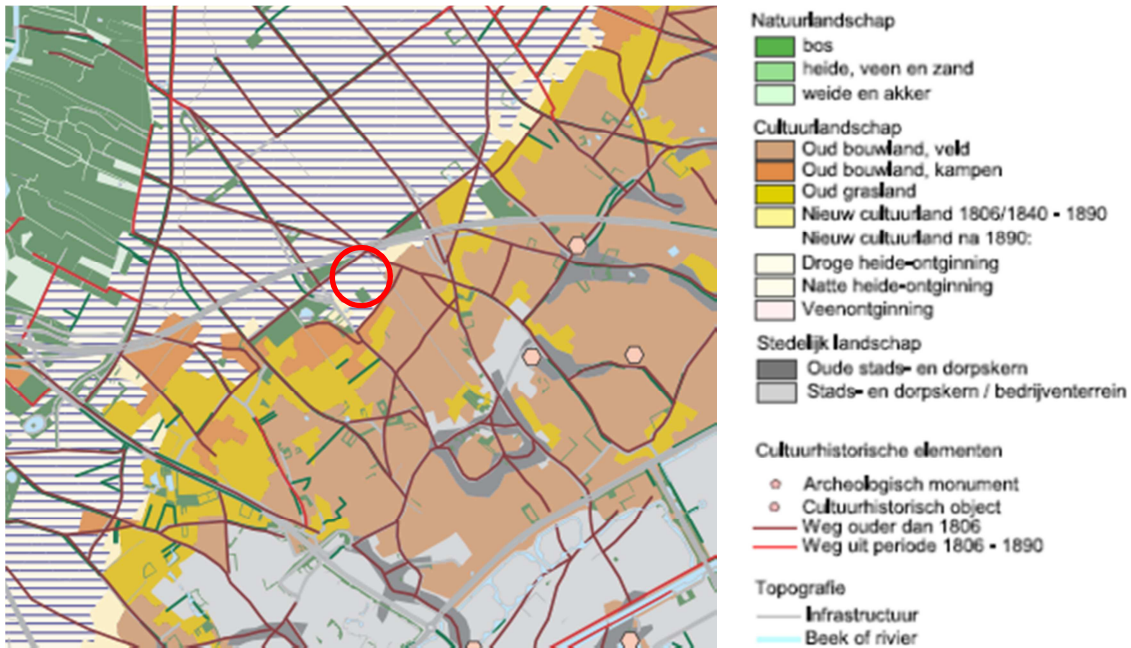 Natuurlandschap
bos
heide, veen en zand
weide en akker
Cultuurlandschap
Oud bouwland, veld
Oud bouwland, kampen
Oud grasland
Nieuw cultuurland 1806/1840 - 1890
Nieuw cultuurland na 1890:
Droge heide-ontginning
Natte heide-ontginning
Veenontginning
Stedelijk landschap
Oude stads- en dorpskern
Stads- en dorpskern / bedrijventerrein
Cultuurhistorische elementen
Archeologisch monument
Cultuurhistorisch object
Weg ouder dan 1806
Weg uit periode 1806 - 1890
Topografie
Infrastructuur
Beek of rivier